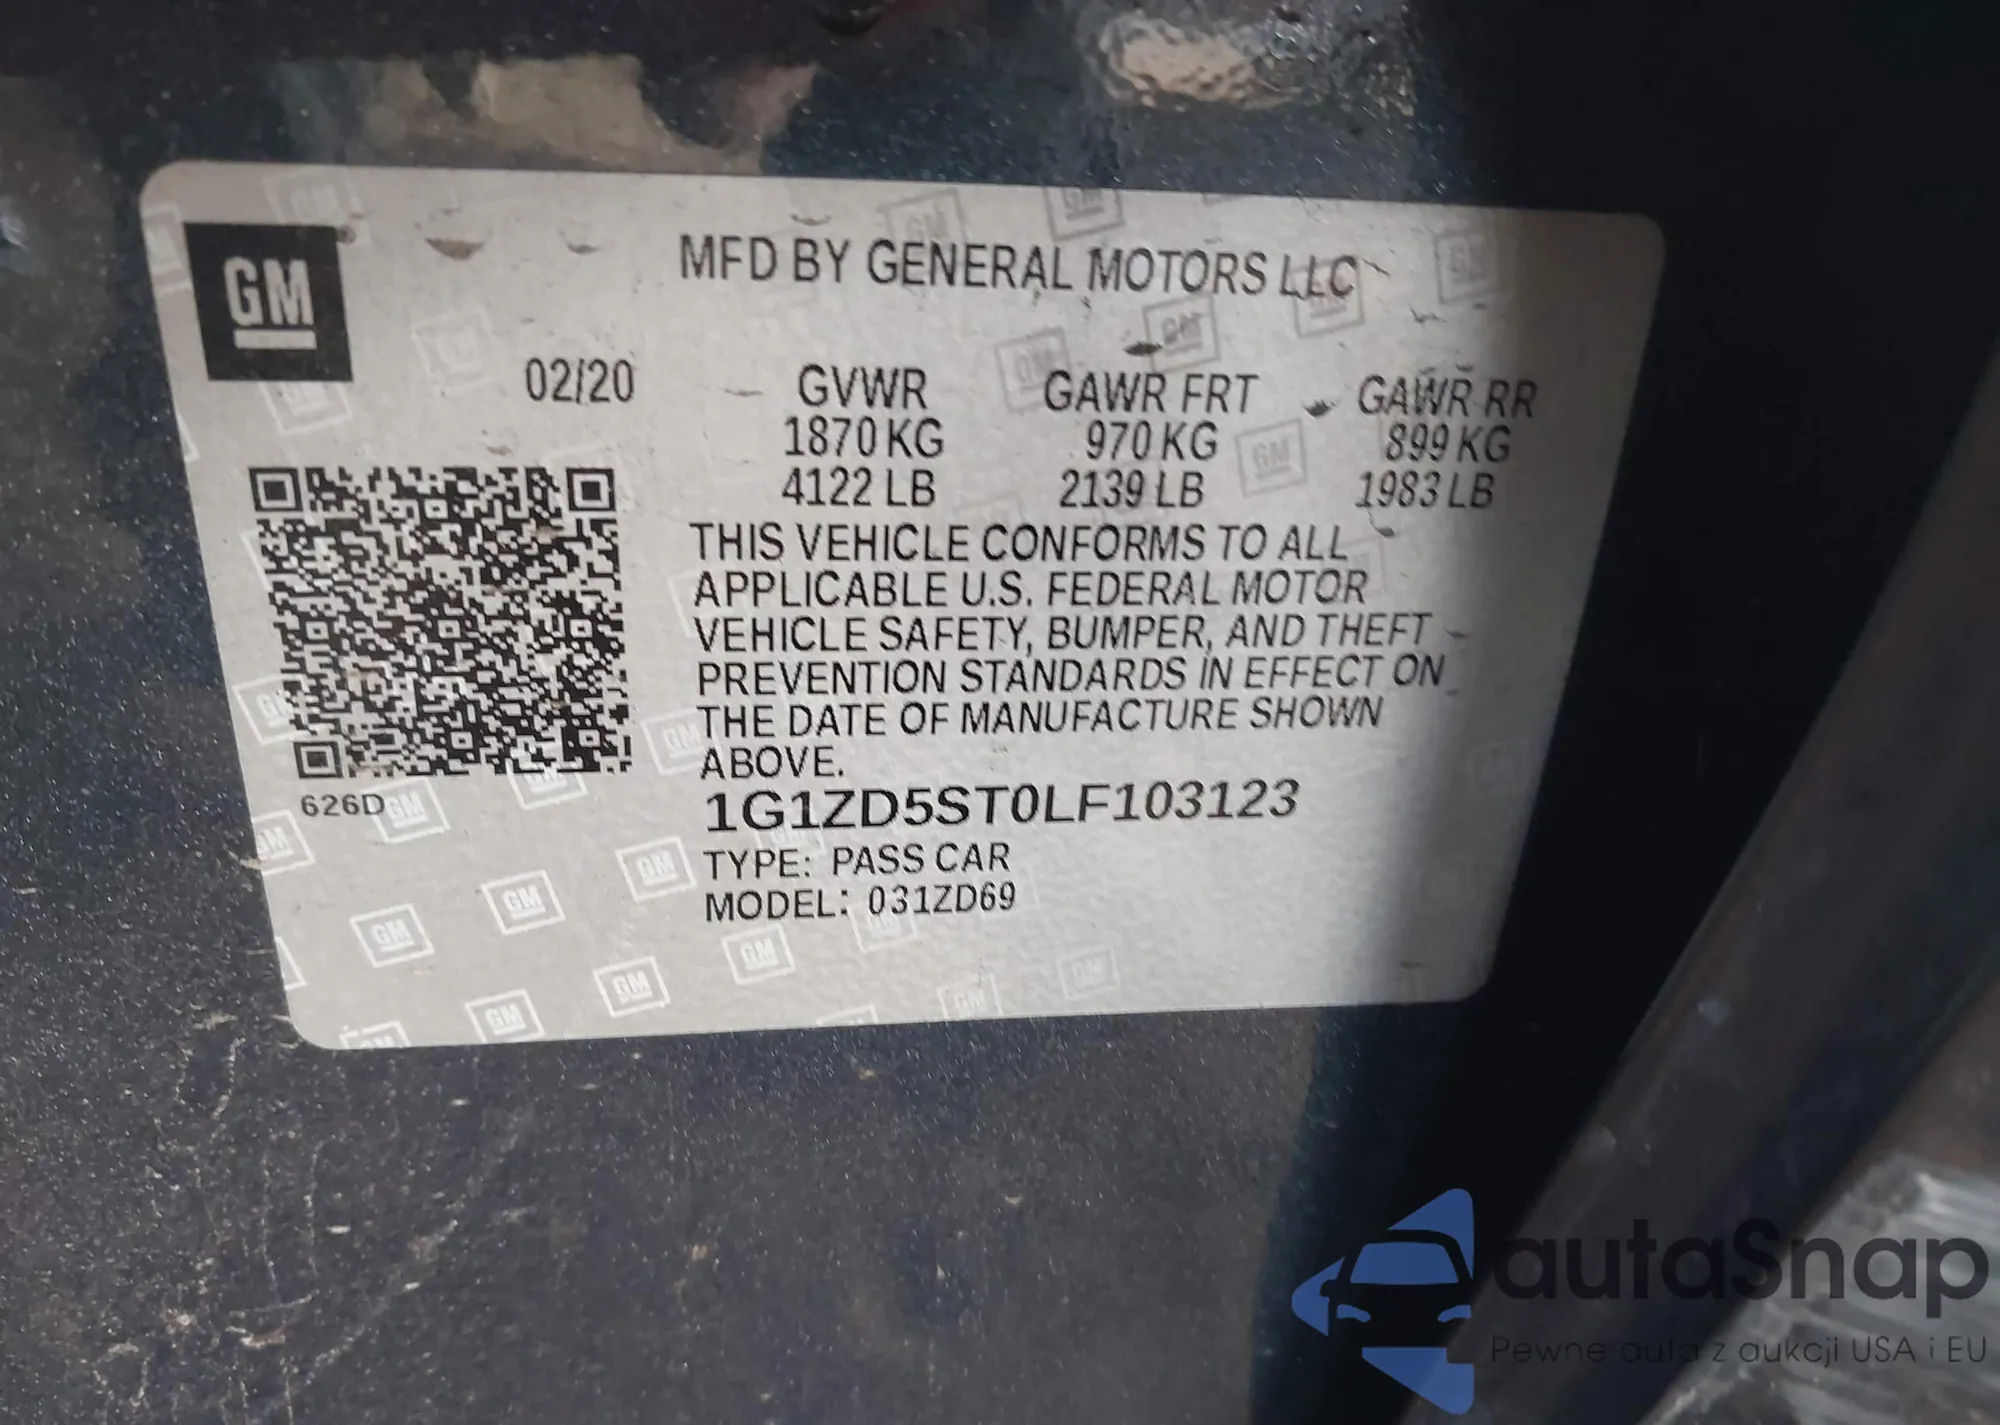 GM
MFD BY GENERAL MOTORS LLC
02/20
GVWR GAWR FRT GAWR RR
1870 KG 970 KG 899 KG
4122 LB 2139 LB 1983 LB
THIS VEHICLE CONFORMS TO ALL
APPLICABLE U.S. FEDERAL MOTOR
VEHICLE SAFETY, BUMPER, AND THEFT
PREVENTION STANDARDS IN EFFECT ON
THE DATE OF MANUFACTURE SHOWN
ABOVE.
626D
1G1ZD5ST0LF103123
TYPE: PASS CAR
MODEL: 031ZD69
autaSnap
Pewne auta z aukcji USA i EU